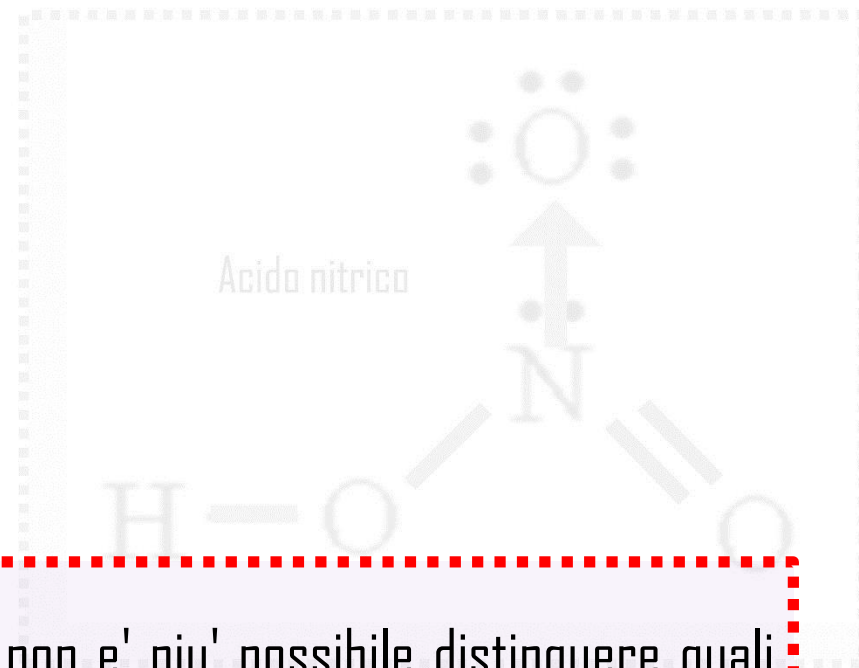 O
Acido nitrico
N
H O O
non e' piu' possibile distinguere quali